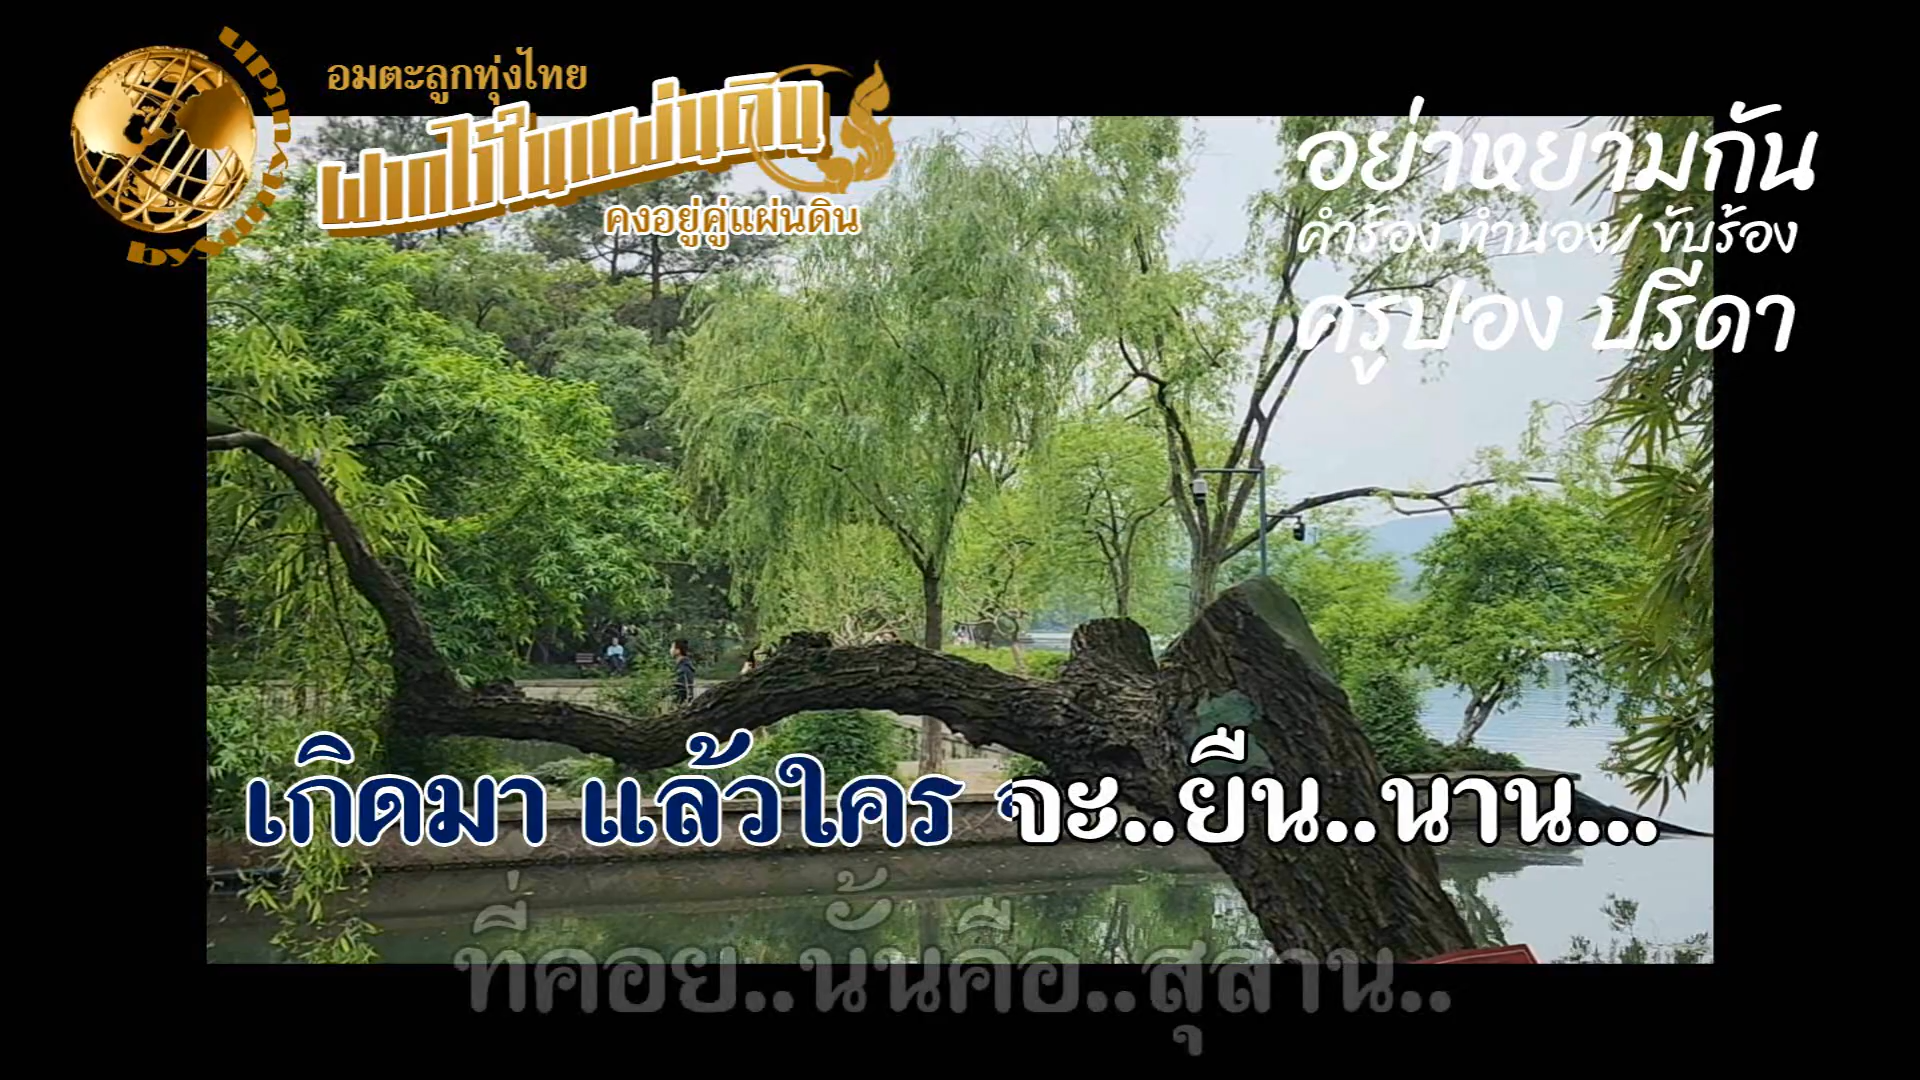 อมตะลูกทุ่งไทย
ฝากไว้ในแผ่นดิน
คงอยู่คู่แผ่นดิน
อย่าหยามกัน
คำร้อง ทำนอง/ ขับร้อง
ครูปอง ปรีดา
เกิดมา แล้วใคร จะ..ยืน..นาน...
ที่คอย..นั้นคือ..สุสาน..